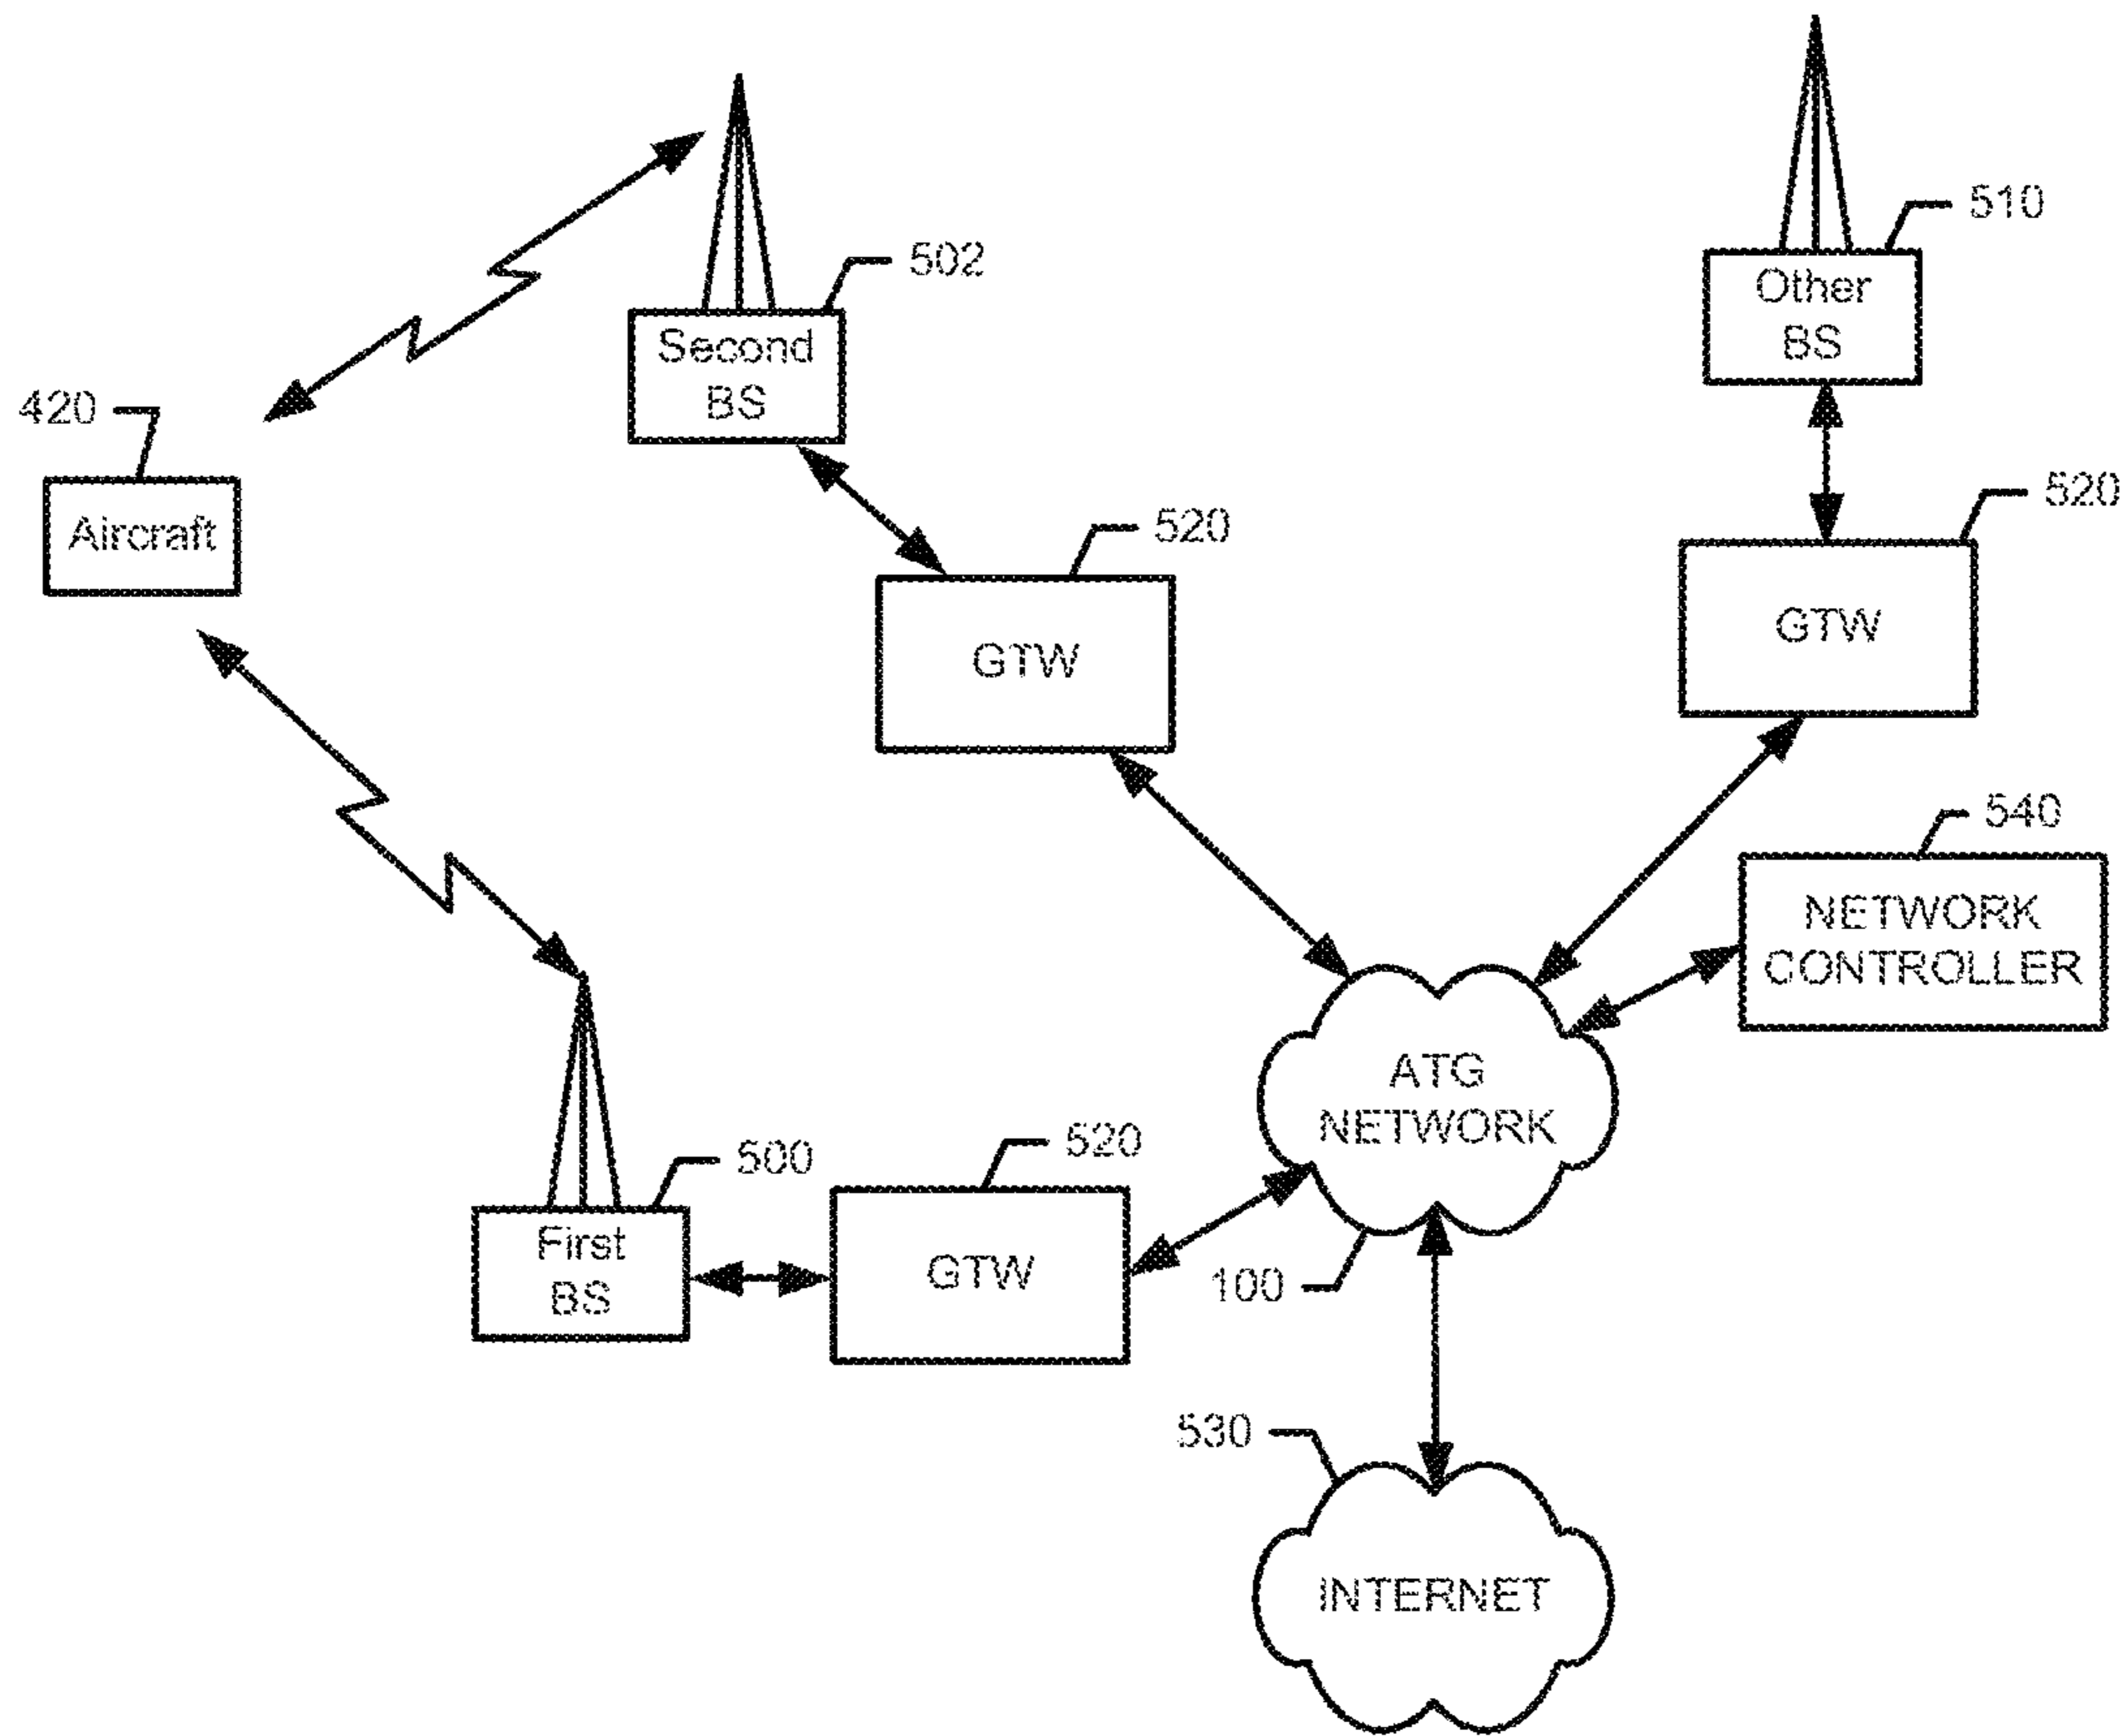 510
Other
BS
502
Second
BS
420
Aircraft
520
GTW
520
GTW
540
NETWORK
CONTROLLER
ATG
NETWORK
100
500
First
BS
520
GTW
530
INTERNET